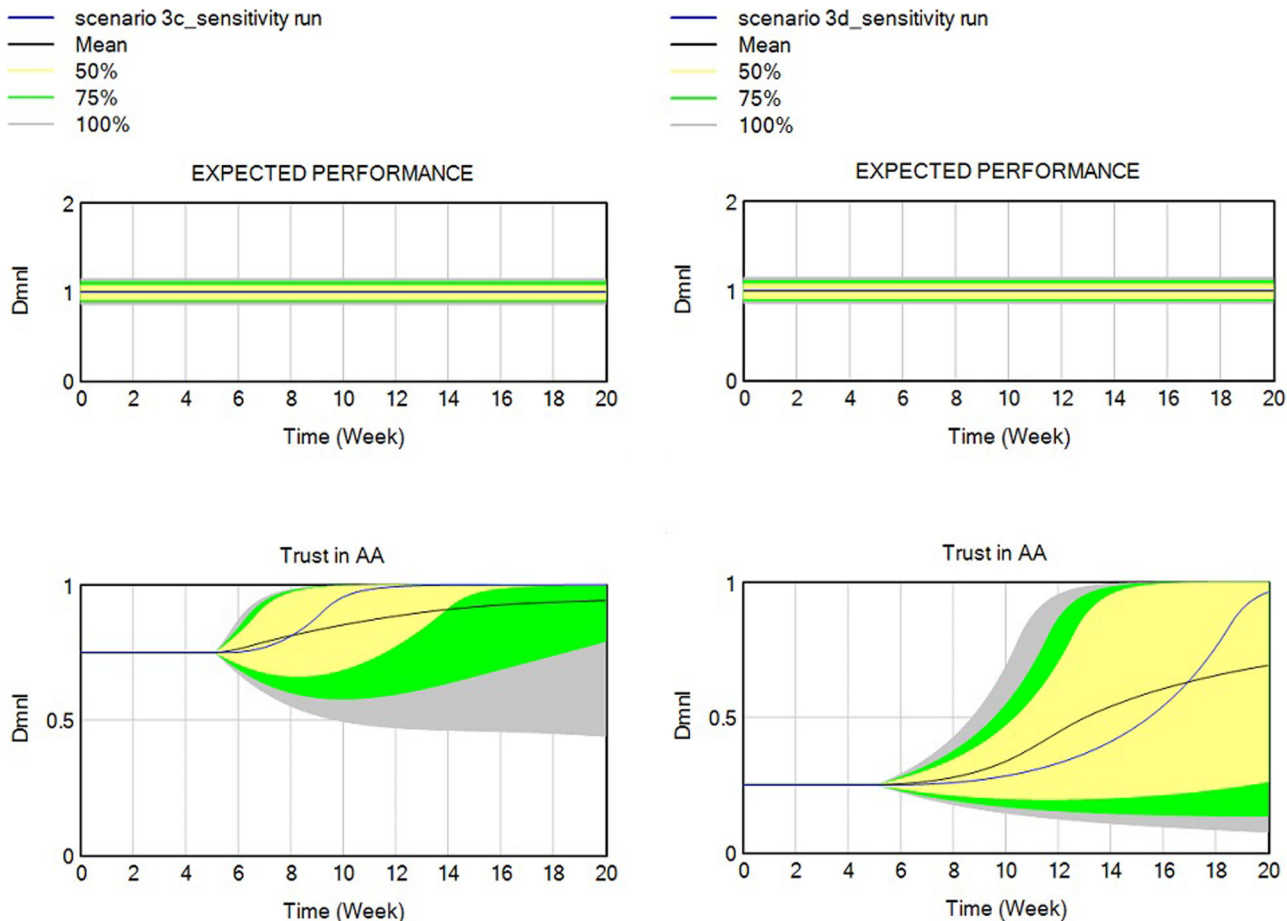 scenario 3c_sensitivity run
Mean
50%
75%
100%
EXPECTED PERFORMANCE
2
1
0
Dmnl
0 2 4 6 8 10 12 14 16 18 20
Time (Week)
Trust in AA
1
0.5
0
Dmnl
0 2 4 6 8 10 12 14 16 18 20
Time (Week)
scenario 3d_sensitivity run
Mean
50%
75%
100%
EXPECTED PERFORMANCE
2
1
0
Dmnl
0 2 4 6 8 10 12 14 16 18 20
Time (Week)
Trust in AA
1
0.5
0
Dmnl
0 2 4 6 8 10 12 14 16 18 20
Time (Week)